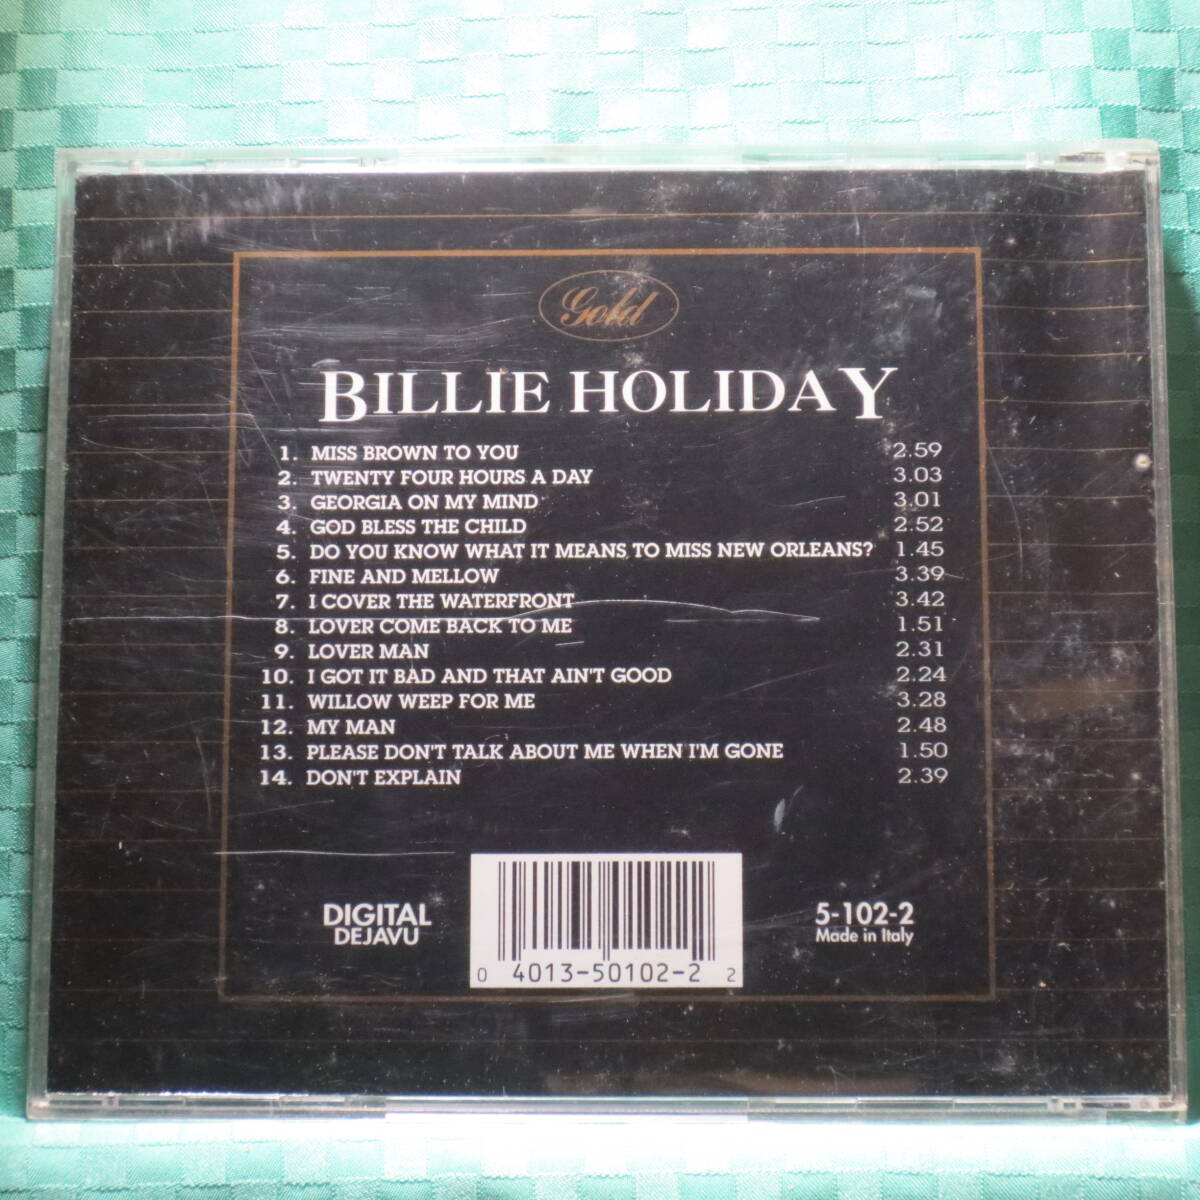 Gold
BILLIE HOLIDAY
1. MISS BROWN TO YOU 2.59
2. TWENTY FOUR HOURS A DAY 3.03
3. GEORGIA ON MY MIND 3.01
4. GOD BLESS THE CHILD 2.52
5. DO YOU KNOW WHAT IT MEANS TO MISS NEW ORLEANS? 1.45
6. FINE AND MELLOW 3.39
7. I COVER THE WATERFRONT 3.42
8. LOVER COME BACK TO ME 1.51
9. LOVER MAN 2.31
10. I GOT IT BAD AND THAT AIN'T GOOD 2.24
11. WILLOW WEEP FOR ME 3.28
12. MY MAN 2.48
13. PLEASE DON'T TALK ABOUT ME WHEN I'M GONE 1.50
14. DON'T EXPLAIN 2.39
DIGITAL
DEJAVU
0 4013-50102-2 2
5-102-2
Made in Italy